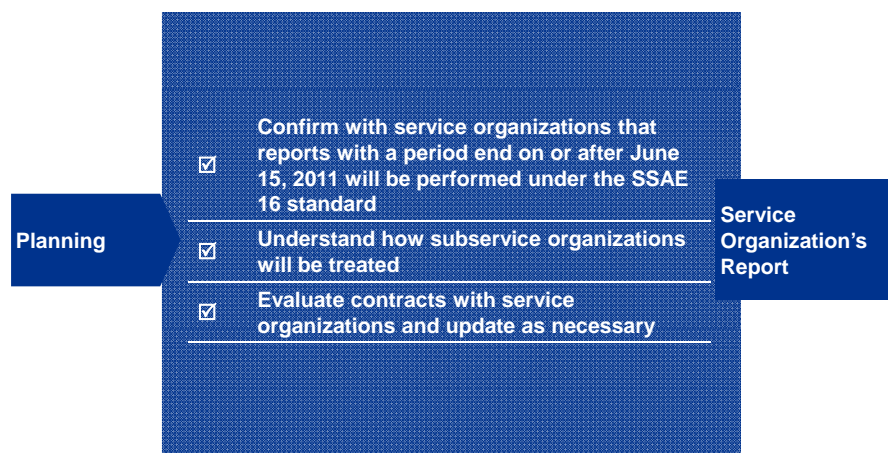 Planning
Confirm with service organizations that
reports with a period end on or after June
15, 2011 will be performed under the SSAE
16 standard
Understand how subservice organizations
will be treated
Evaluate contracts with service
organizations and update as necessary
Service
Organization's
Report